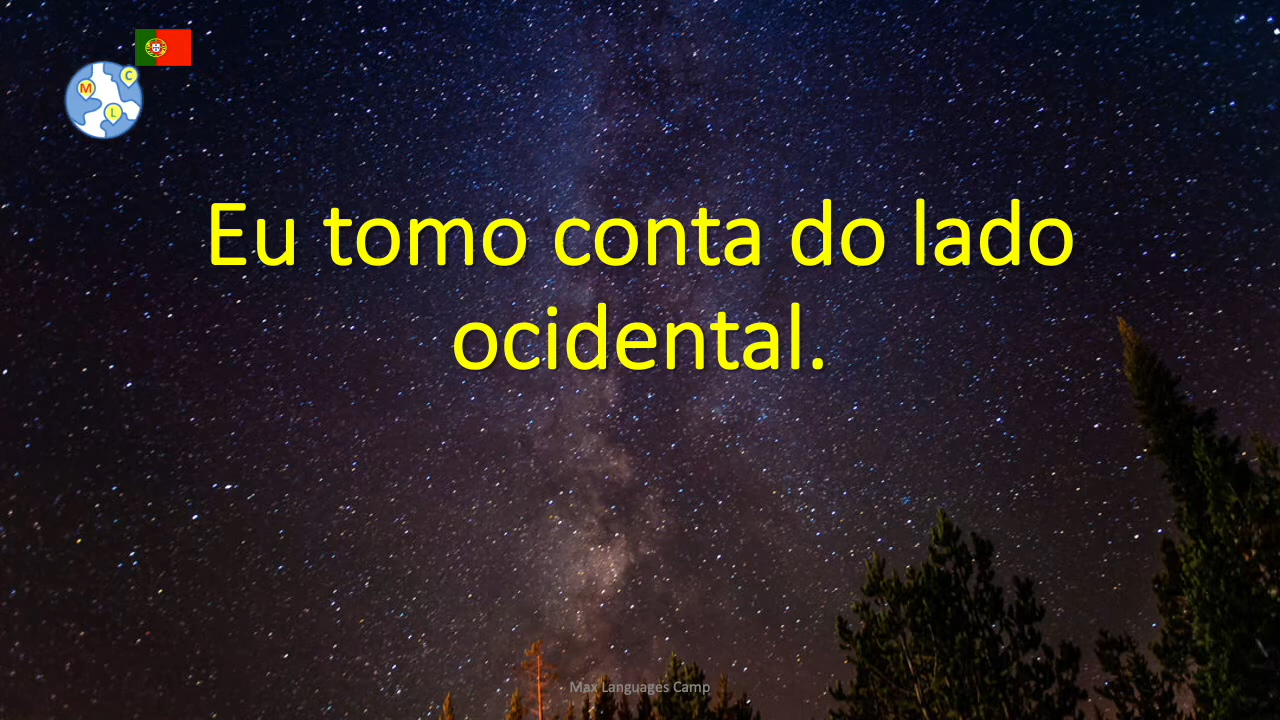 C
M
L
Eu tomo conta do lado
ocidental.
Max Languages Camp